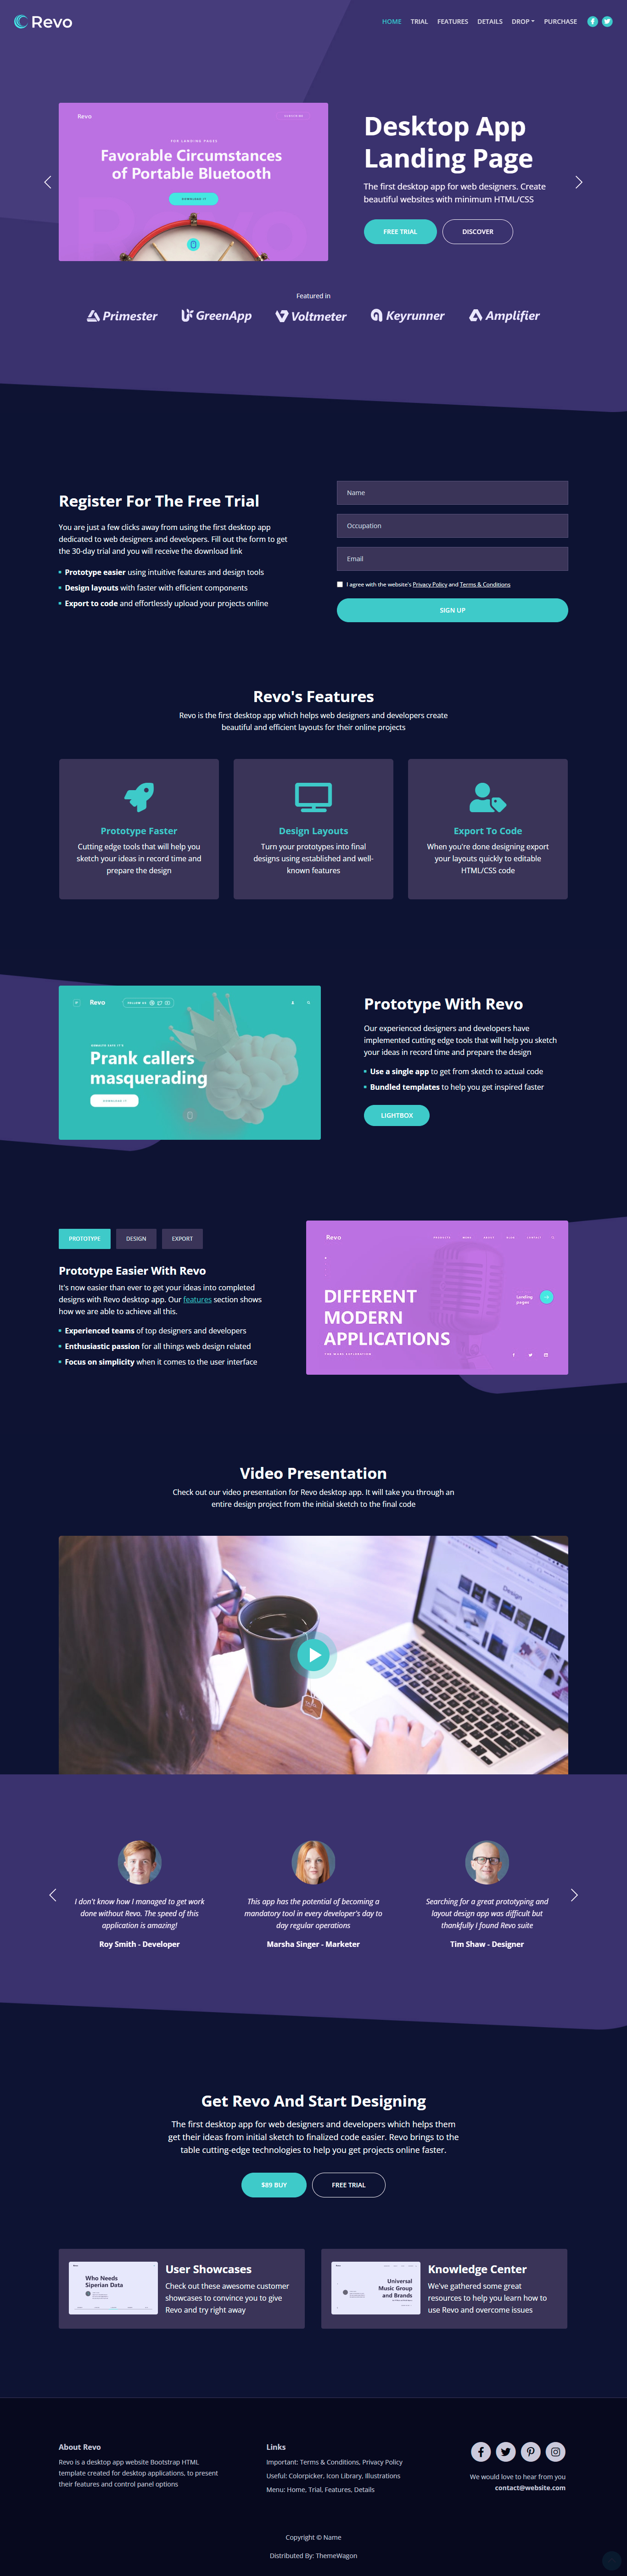 Revo
HOME TRIAL FEATURES DETAILS DROP PURCHASE
Revo
Favorable Circumstances
of Portable Bluetooth
DOWNLOAD
Desktop App
Landing Page
The first desktop app for web designers. Create
beautiful websites with minimum HTML/CSS
FREE TRIAL DISCOVER
Featured in
Primester GreenApp Voltmeter Keyrunner Amplifier
Register For The Free Trial
You are just a few clicks away from using the first desktop app
dedicated to web designers and developers. Fill out the form to get
the 30-day trial and you will receive the download link
Prototype easier using intuitive features and design tools
Design layouts with faster with efficient components
Export to code and effortlessly upload your projects online
Name
Occupation
Email
I agree with the website's Privacy Policy and Terms & Conditions
SIGN UP
Revo's Features
Revo is the first desktop app which helps web designers and developers create
beautiful and efficient layouts for their online projects
Prototype Faster
Cutting edge tools that will help you
sketch your ideas in record time and
prepare the design
Design Layouts
Turn your prototypes into final
designs using established and well-
known features
Export To Code
When you're done designing export
your layouts quickly to editable
HTML/CSS code
Revo
FOLLOW US
Prank callers
masquerading
DOWNLOAD IT
Prototype With Revo
Our experienced designers and developers have
implemented cutting edge tools that will help you sketch
your ideas in record time and prepare the design
Use a single app to get from sketch to actual code
Bundled templates to help you get inspired faster
LIGHTBOX
PROTOTYPE DESIGN EXPORT
Prototype Easier With Revo
It's now easier than ever to get your ideas into completed
designs with Revo desktop app. Our features section shows
how we are able to achieve all this.
Experienced teams of top designers and developers
Enthusiastic passion for all things web design related
Focus on simplicity when it comes to the user interface
Revo
DIFFERENT
MODERN
APPLICATIONS
Landing
pages
Video Presentation
Check out our video presentation for Revo desktop app. It will take you through an
entire design project from the initial sketch to the final code
Design
I don't know how I managed to get work
done without Revo. The speed of this
application is amazing!
Roy Smith - Developer
This app has the potential of becoming a
mandatory tool in every developer's day to
day regular operations
Marsha Singer - Marketer
Searching for a great prototyping and
layout design app was difficult but
thankfully I found Revo suite
Tim Shaw - Designer
Get Revo And Start Designing
The first desktop app for web designers and developers which helps them
get their ideas from initial sketch to finalized code easier. Revo brings to the
table cutting-edge technologies to help you get projects online faster.
$89 BUY FREE TRIAL
Who Needs
Siperian Data
User Showcases
Check out these awesome customer
showcases to convince you to give
Revo and try right away
Universal
Music Group
and Brands
Knowledge Center
We've gathered some great
resources to help you learn how to
use Revo and overcome issues
About Revo
Revo is a desktop app website Bootstrap HTML
template created for desktop applications, to present
their features and control panel options
Links
Important: Terms & Conditions, Privacy Policy
Useful: Colorpicker, Icon Library, Illustrations
Menu: Home, Trial, Features, Details
We would love to hear from you
contact@website.com
Copyright © Name
Distributed By: ThemeWagon